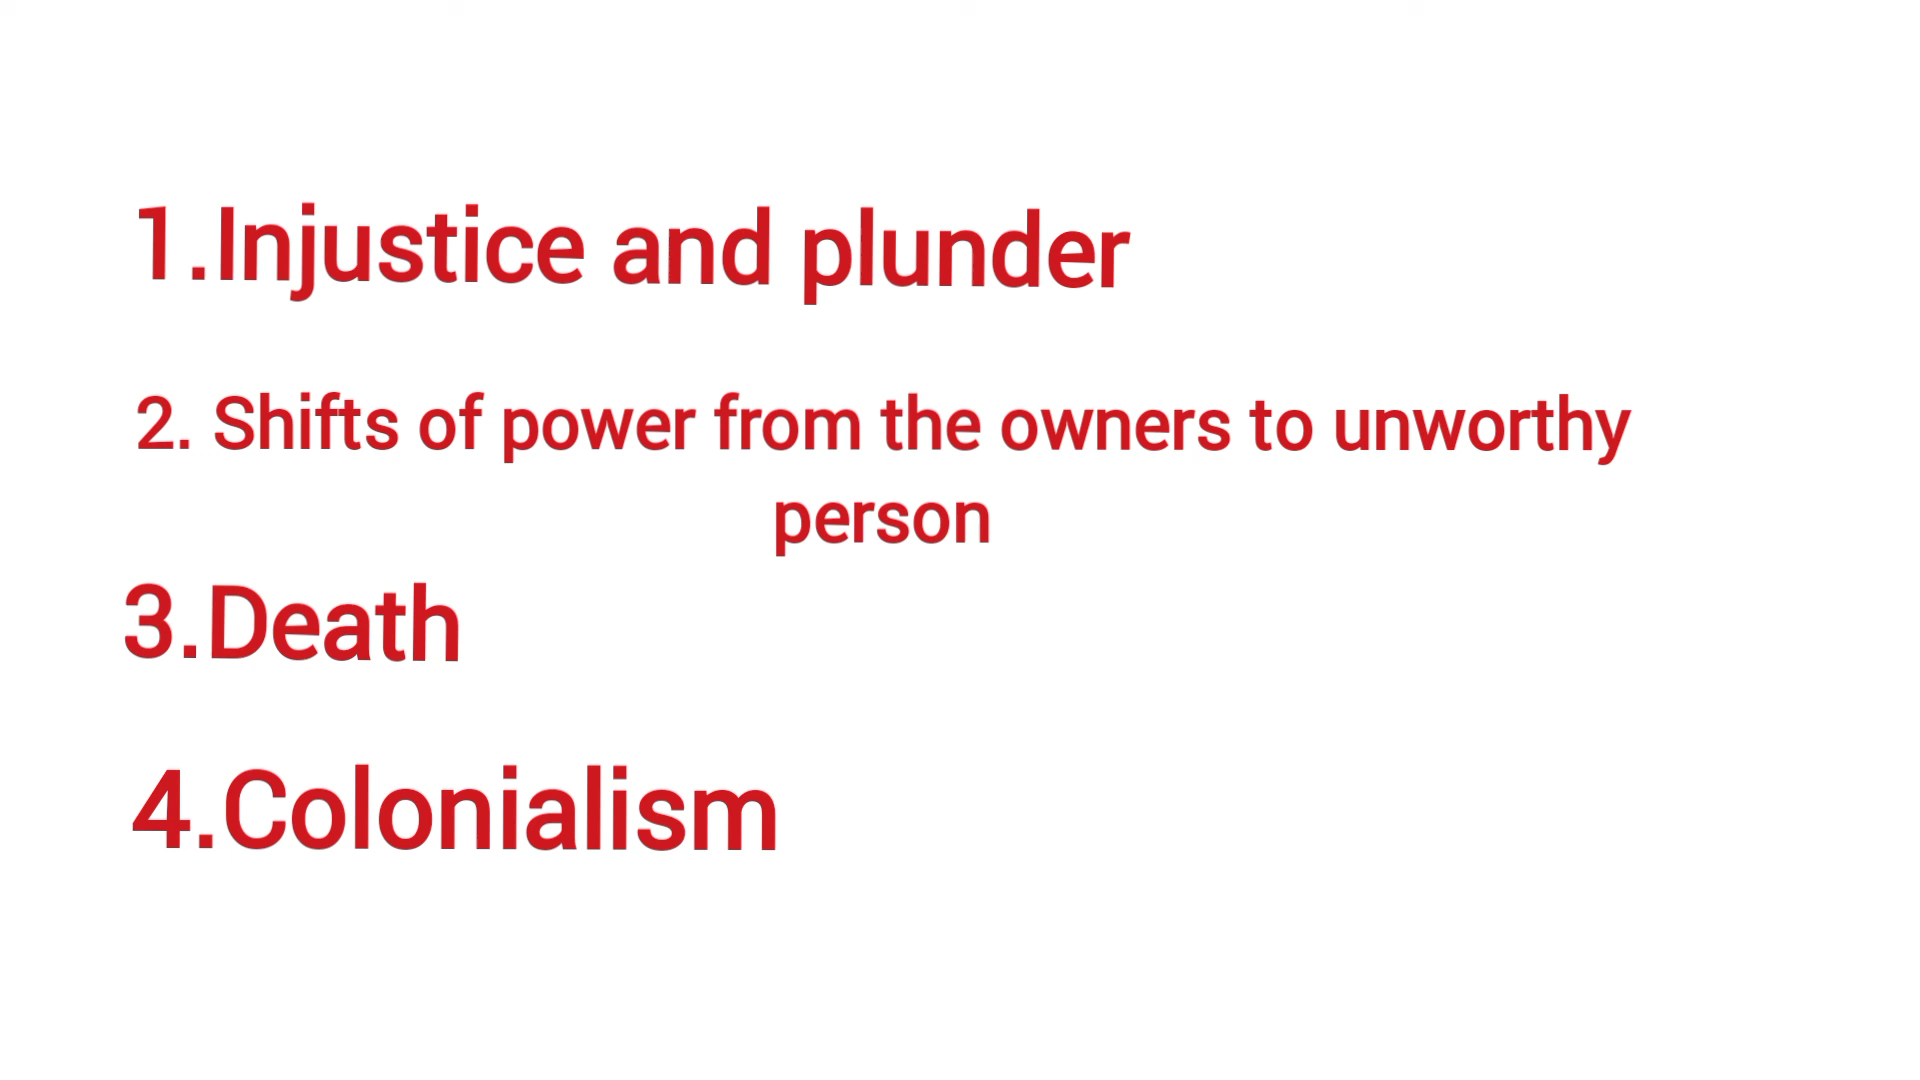 1.Injustice and plunder
2. Shifts of power from the owners to unworthy
person
3.Death
4.Colonialism